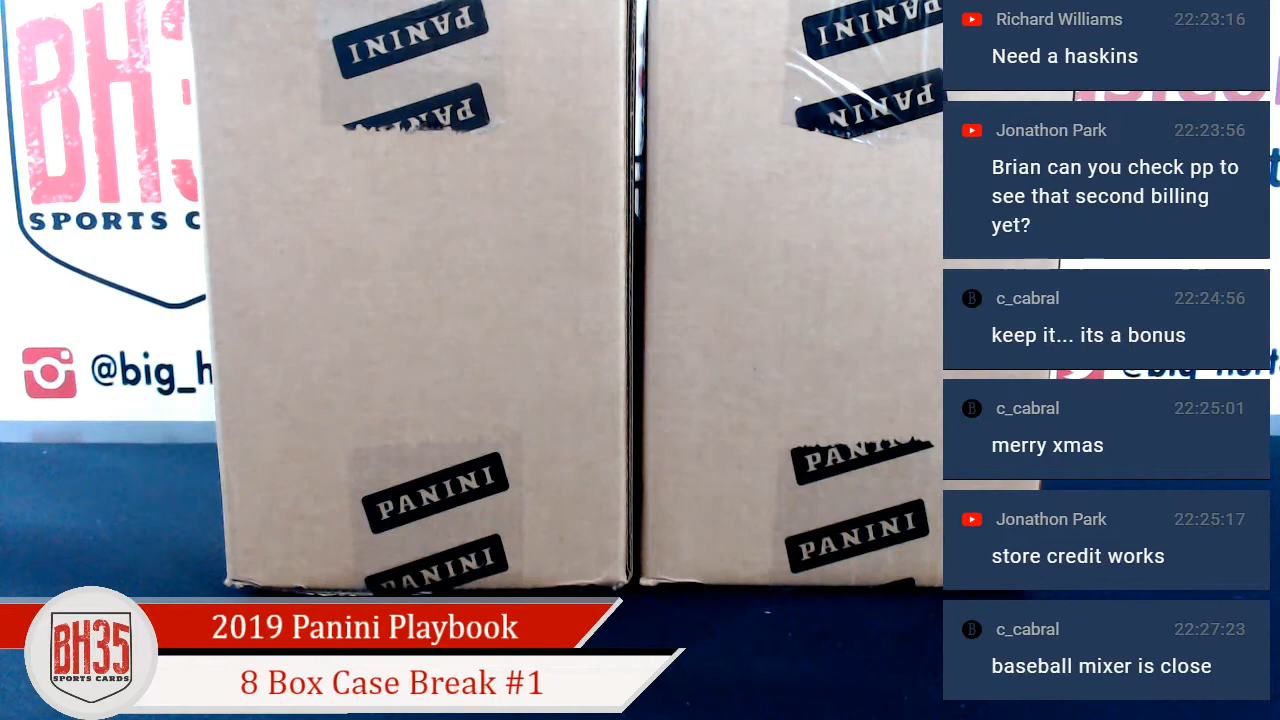 BH35
SPORTS C
@big_h
PANINI
PANINI
PANINI
PANINI
PANINI
PANINI
PANINI
PANINI
Richard Williams 22:23:16
Need a haskins
Jonathon Park 22:23:56
Brian can you check pp to
see that second billing
yet?
c_cabral 22:24:56
keep it... its a bonus
c_cabral 22:25:01
merry xmas
Jonathon Park 22:25:17
store credit works
c_cabral 22:27:23
baseball mixer is close
BH35
SPORTS CARDS
2019 Panini Playbook
8 Box Case Break #1